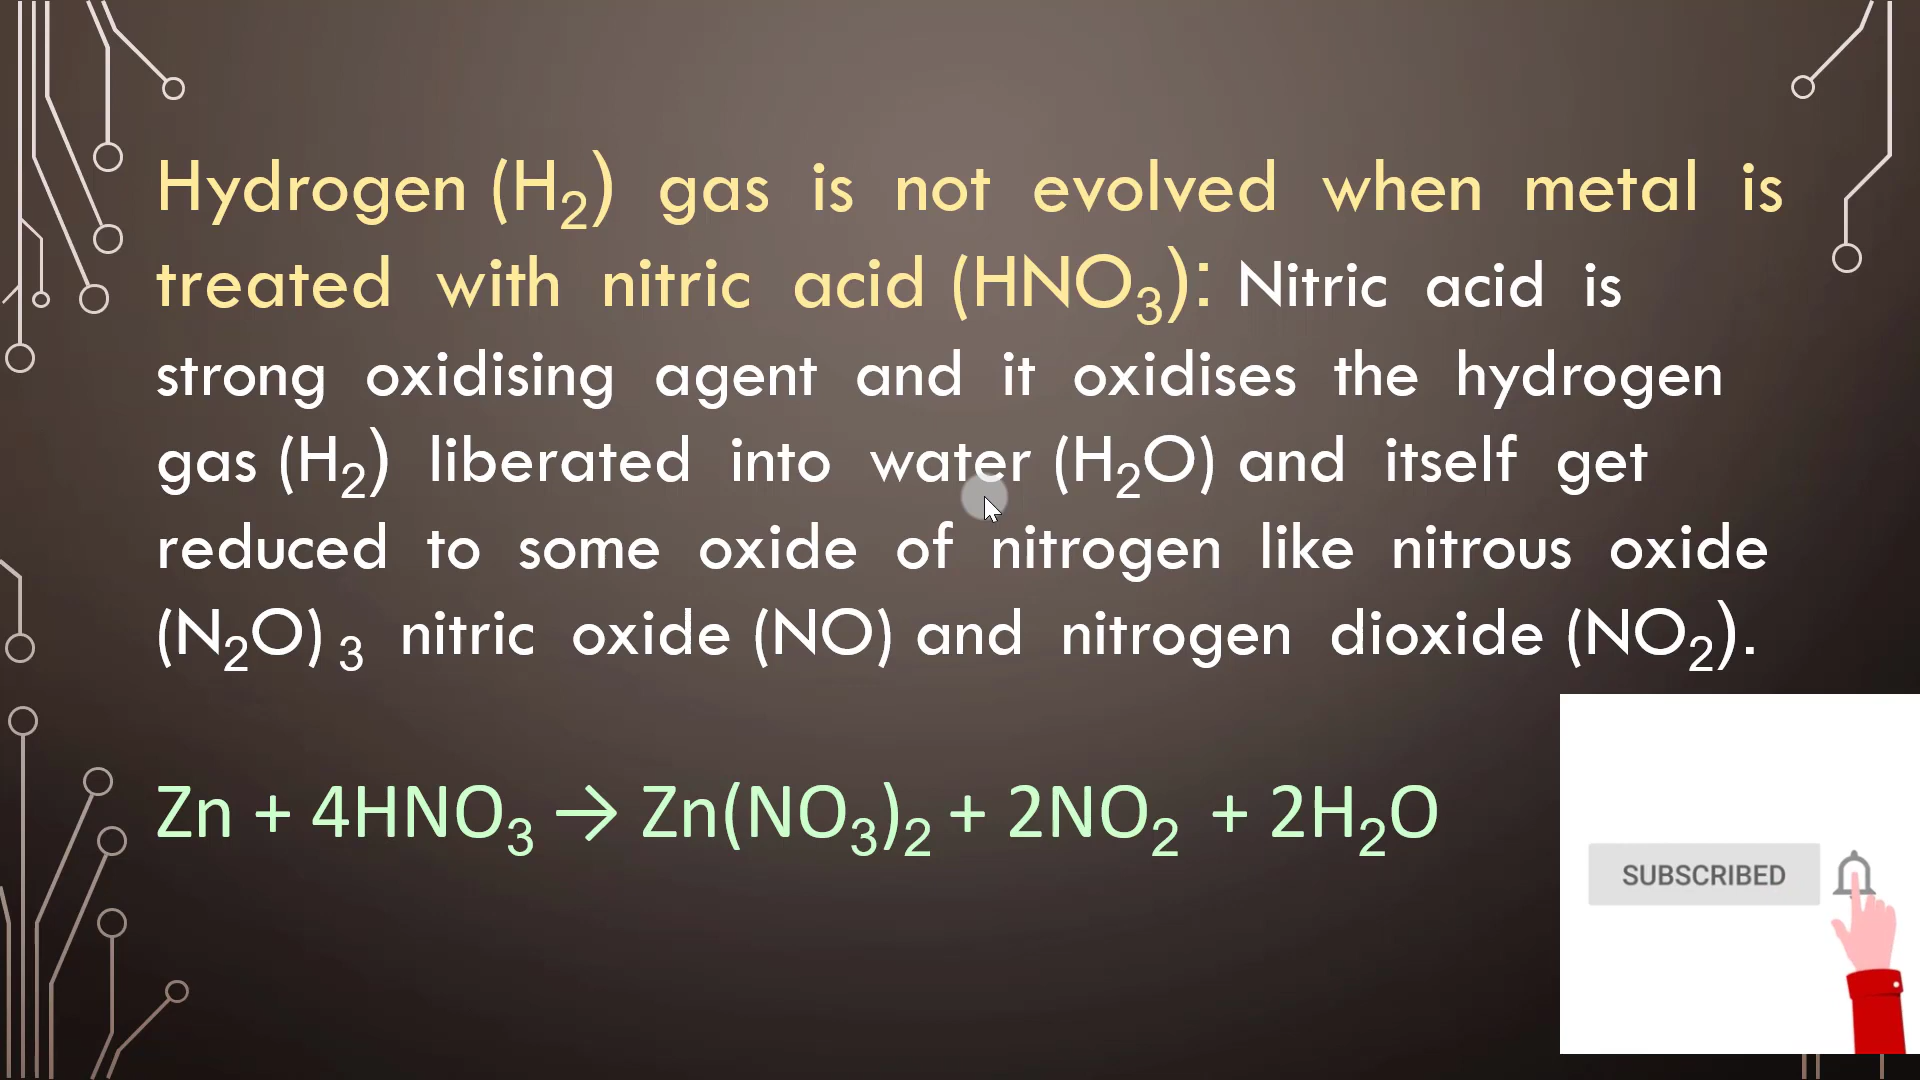 Hydrogen (H₂) gas is not evolved when metal is
treated with nitric acid (HNO₃): Nitric acid is
strong oxidising agent and it oxidises the hydrogen
gas (H₂) liberated into water (H₂O) and itself get
reduced to some oxide of nitrogen like nitrous oxide
(N₂O) ₃ nitric oxide (NO) and nitrogen dioxide (NO₂).
Zn + 4HNO₃ → Zn(NO₃)₂ + 2NO₂ + 2H₂O
SUBSCRIBED